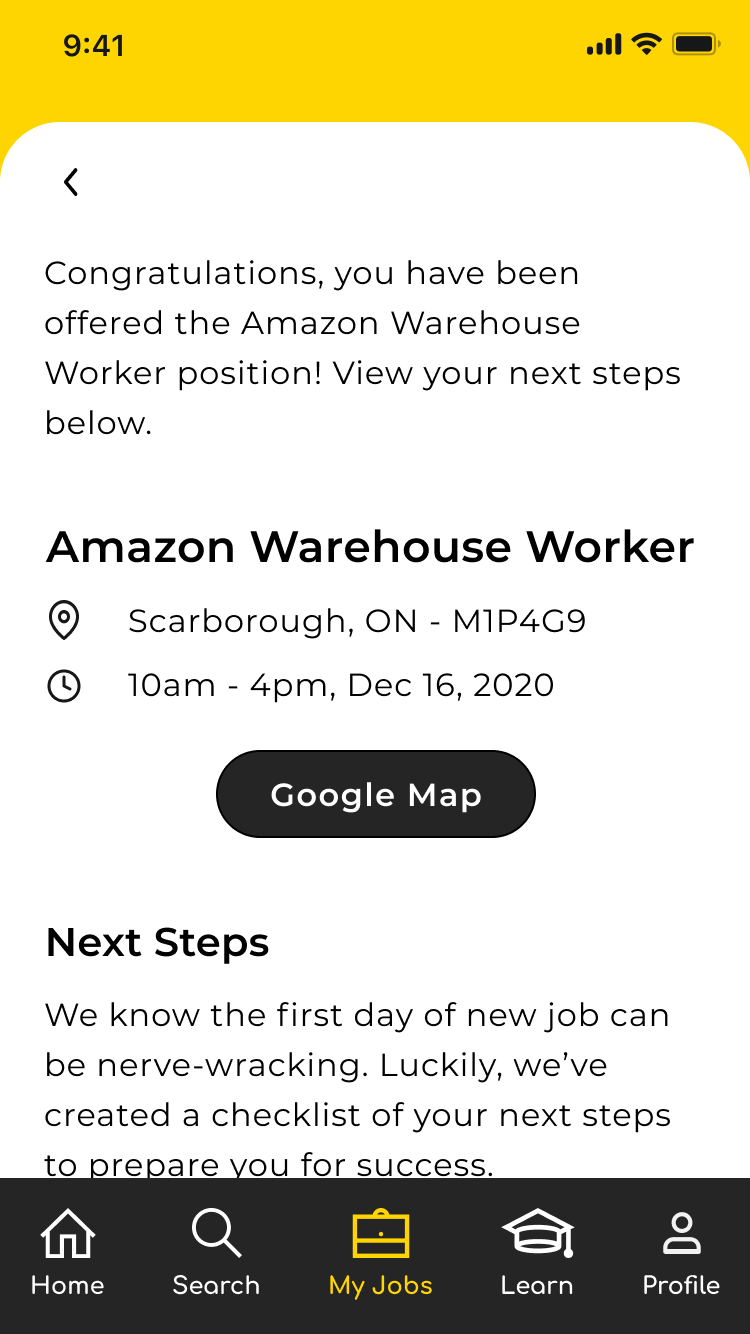 9:41
Congratulations, you have been
offered the Amazon Warehouse
Worker position! View your next steps
below.
Amazon Warehouse Worker
Scarborough, ON - M1P4G9
10am - 4pm, Dec 16, 2020
Google Map
Next Steps
We know the first day of new job can
be nerve-wracking. Luckily, we’ve
created a checklist of your next steps
to prepare you for success.
Home Search My Jobs Learn Profile